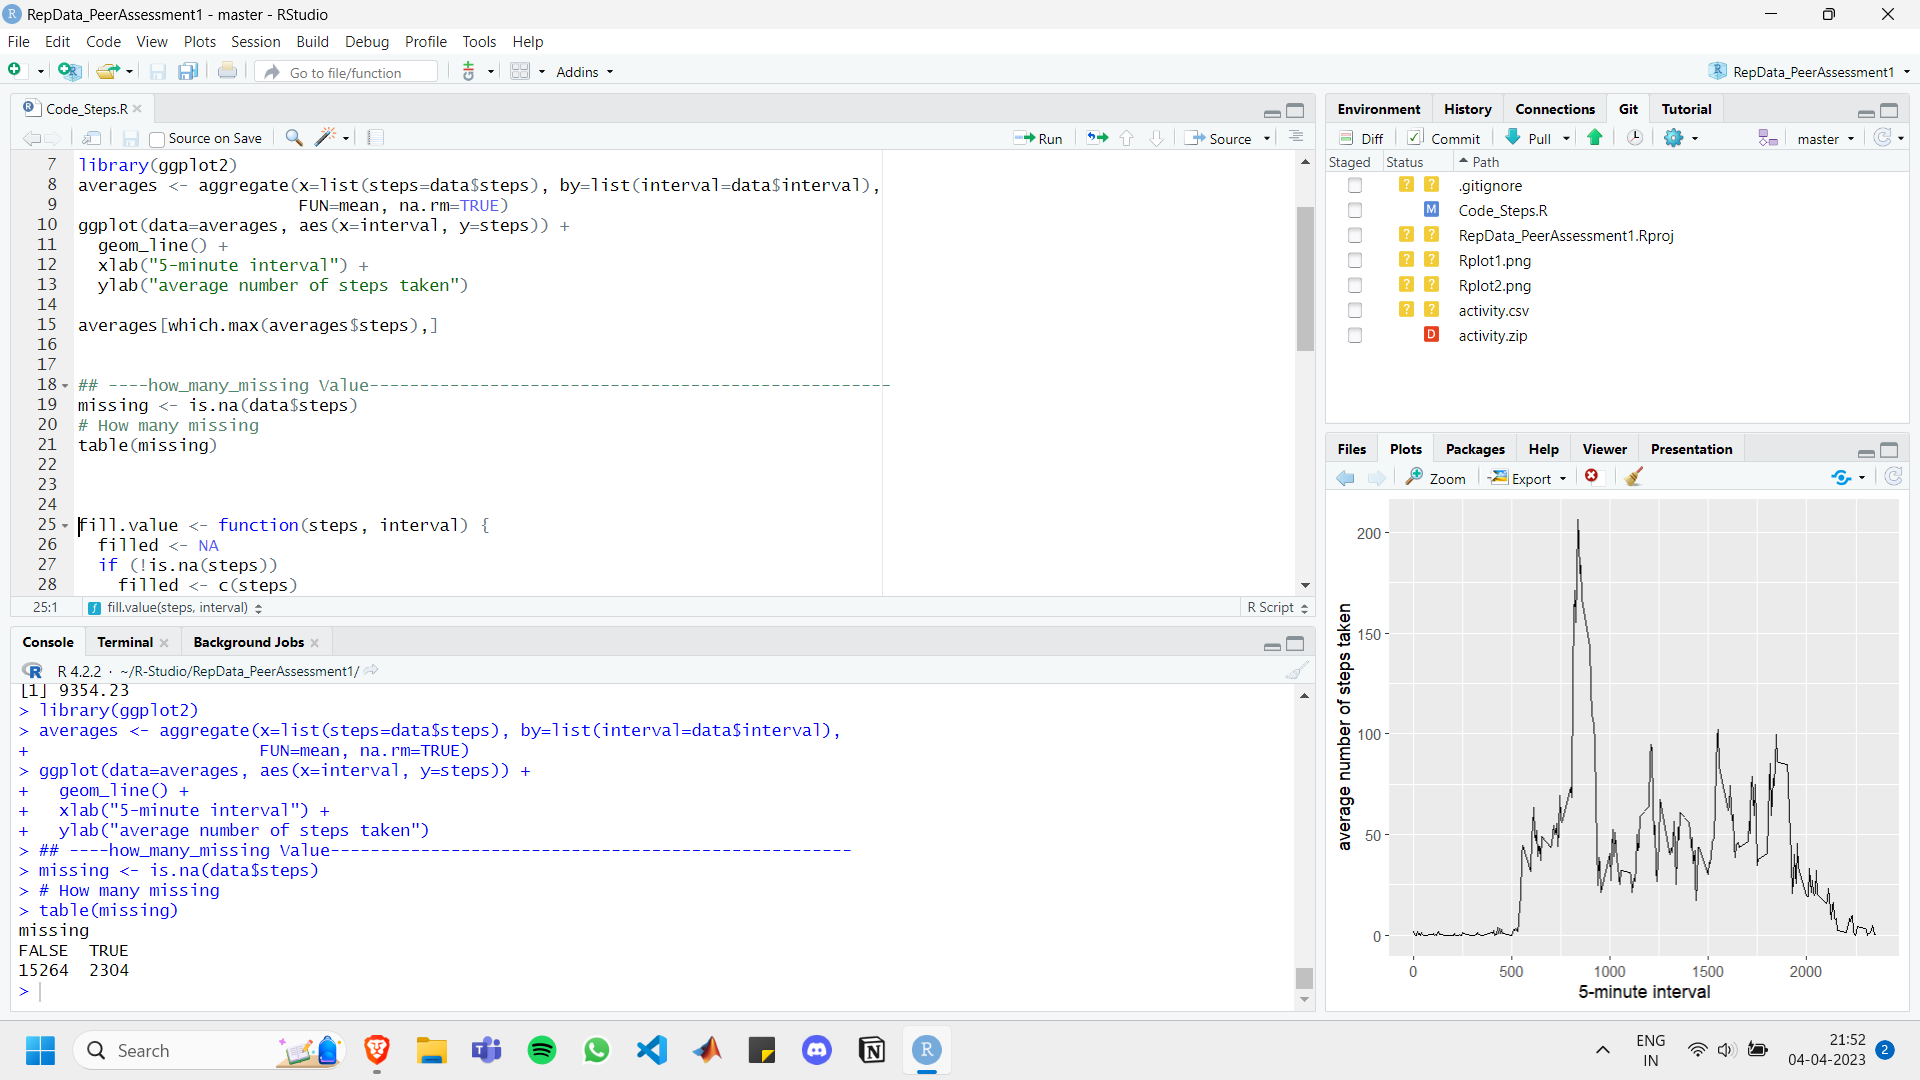 RepData_PeerAssessment1 - master - RStudio
File Edit Code View Plots Session Build Debug Profile Tools Help
Go to file/function Addins RepData_PeerAssessment1
Code_Steps.R
Source on Save Run Source
7 library(ggplot2)
8 averages <- aggregate(x=list(steps=data$steps), by=list(interval=data$interval),
9 FUN=mean, na.rm=TRUE)
10 ggplot(data=averages, aes(x=interval, y=steps)) +
11 geom_line() +
12 xlab("5-minute interval") +
13 ylab("average number of steps taken")
14
15 averages[which.max(averages$steps),]
16
17
18 ## ----how_many_missing Value----------------------------------------------------
19 missing <- is.na(data$steps)
20 # How many missing
21 table(missing)
22
23
24
25 fill.value <- function(steps, interval) {
26 filled <- NA
27 if (!is.na(steps))
28 filled <- c(steps)
25:1 fill.value(steps, interval) R Script
Console Terminal Background Jobs
R 4.2.2 · ~/R-Studio/RepData_PeerAssessment1/
[1] 9354.23
> library(ggplot2)
> averages <- aggregate(x=list(steps=data$steps), by=list(interval=data$interval),
+ FUN=mean, na.rm=TRUE)
> ggplot(data=averages, aes(x=interval, y=steps)) +
+ geom_line() +
+ xlab("5-minute interval") +
+ ylab("average number of steps taken")
> ## ----how_many_missing Value----------------------------------------------------
> missing <- is.na(data$steps)
> # How many missing
> table(missing)
missing
FALSE TRUE
15264 2304
>
Environment History Connections Git Tutorial
Diff Commit Pull master
Staged Status Path
? ? .gitignore
M Code_Steps.R
? ? RepData_PeerAssessment1.Rproj
? ? Rplot1.png
? ? Rplot2.png
? ? activity.csv
D activity.zip
Files Plots Packages Help Viewer Presentation
Zoom Export
average number of steps taken
200
150
100
50
0
0 500 1000 1500 2000
5-minute interval
Search
ENG
IN
21:52
04-04-2023
2